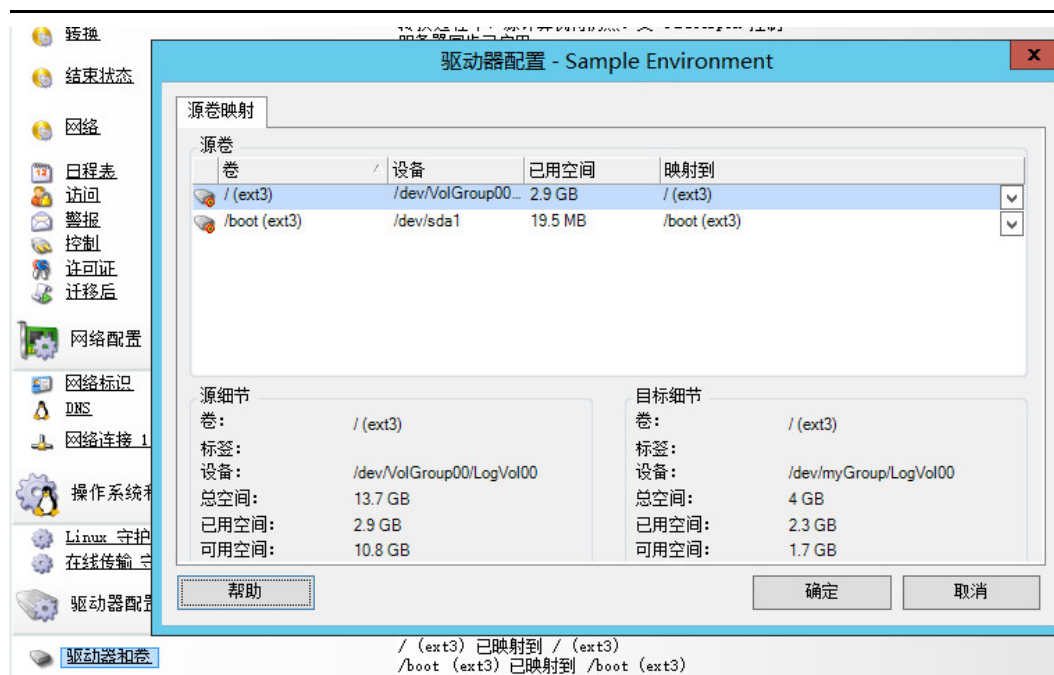 转换
结束状态
网络
日程表
访问
警报
控制
许可证
迁移后
网络配置
网络标识
DNS
网络连接 1
操作系统
Linux 守护
在线传输
驱动器配置
驱动器和卷
驱动器配置 - Sample Environment
x
源卷映射
源卷
卷 设备 已用空间 映射到
/ (ext3) /dev/VolGroup00... 2.9 GB / (ext3)
/boot (ext3) /dev/sda1 19.5 MB /boot (ext3)
源细节
卷: / (ext3)
标签:
设备: /dev/VolGroup00/LogVol00
总空间: 13.7 GB
已用空间: 2.9 GB
可用空间: 10.8 GB
目标细节
卷: / (ext3)
标签:
设备: /dev/myGroup/LogVol00
总空间: 4 GB
已用空间: 2.3 GB
可用空间: 1.7 GB
帮助
确定
取消
/ (ext3) 已映射到 / (ext3)
/boot (ext3) 已映射到 /boot (ext3)